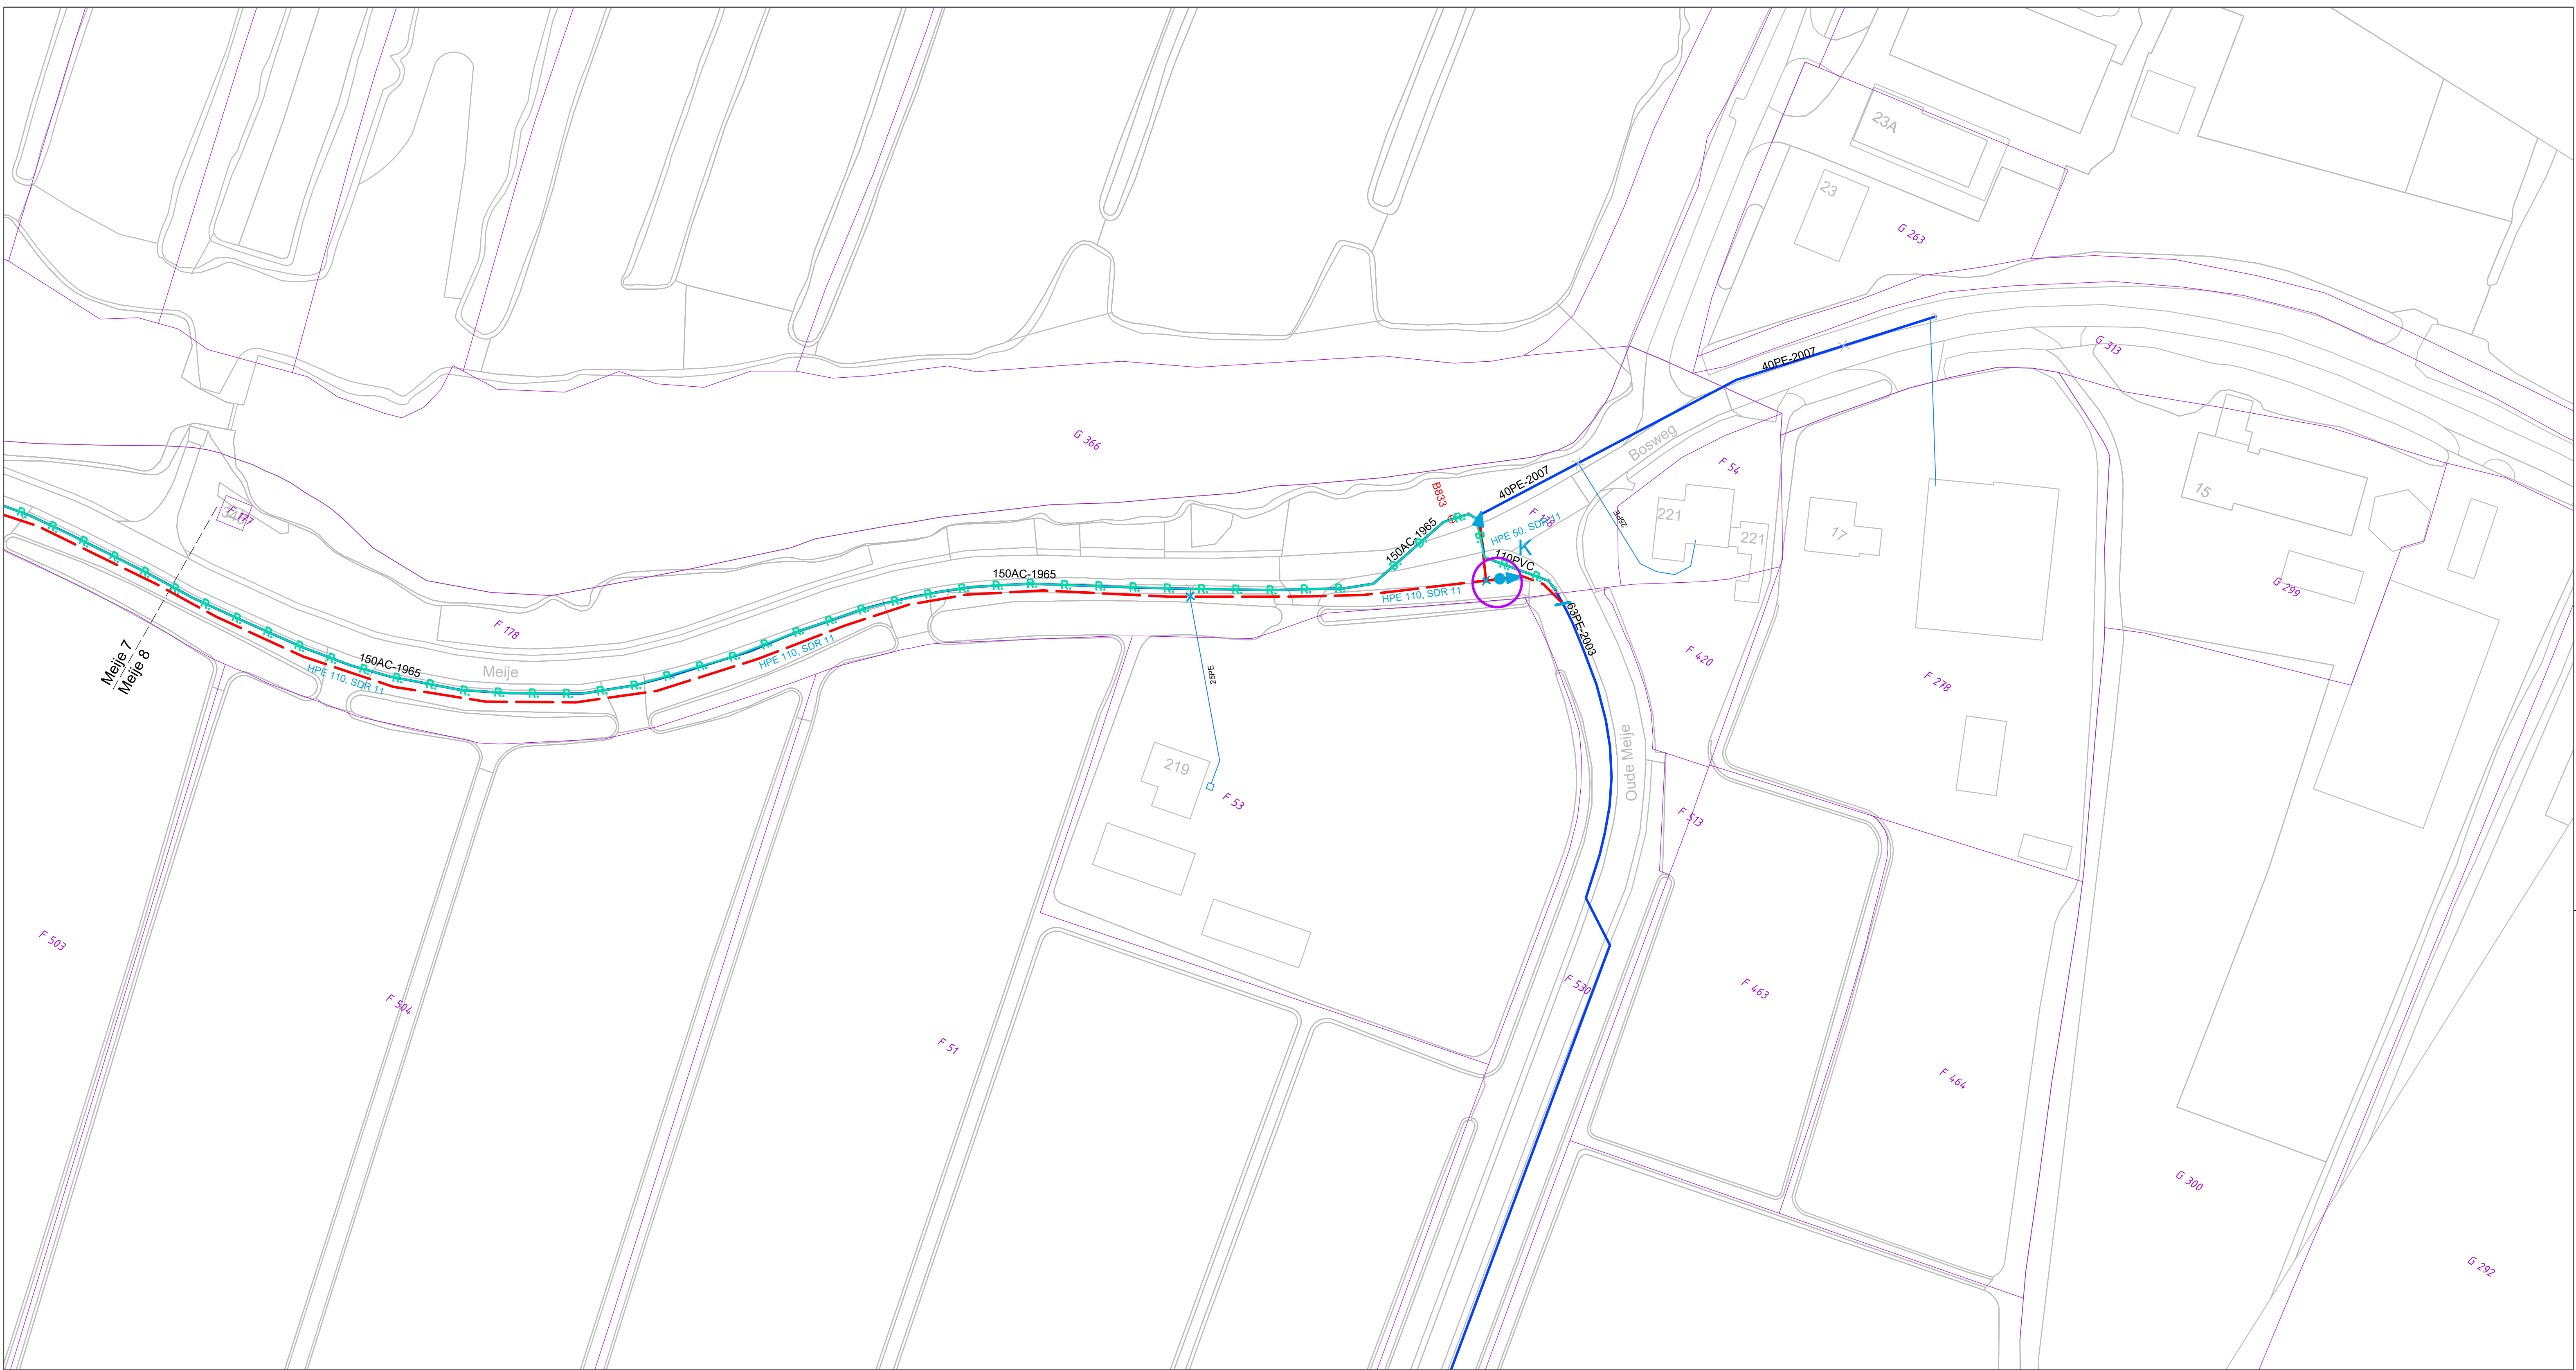 23A
23
G 263
G 313
40PE-2007
Bosweg
G 366
F 54
40PE-2007
B833
15
221
25PE
221
17
HPE 50, SDR 11
K
F 177
150AC-1965
110PVC
150AC-1965
HPE 110, SDR 11
G 299
63PE-2003
F 178
HPE 110, SDR 11
Meije 7
Meije 8
150AC-1965
HPE 110, SDR 11
Meije
25PE
F 420
F 278
219
F 53
Oude Meije
F 513
F 503
F 504
F 51
F 530
F 463
F 464
G 300
G 292
R. R. R. R. R. R. R. R. R. R. R. R. R. R. R. R. R. R. R. R. R. R. R. R. R. R. R. R. R. R. R. R. R. R. R. R. R. R. R. R. R. R. R. R. R.